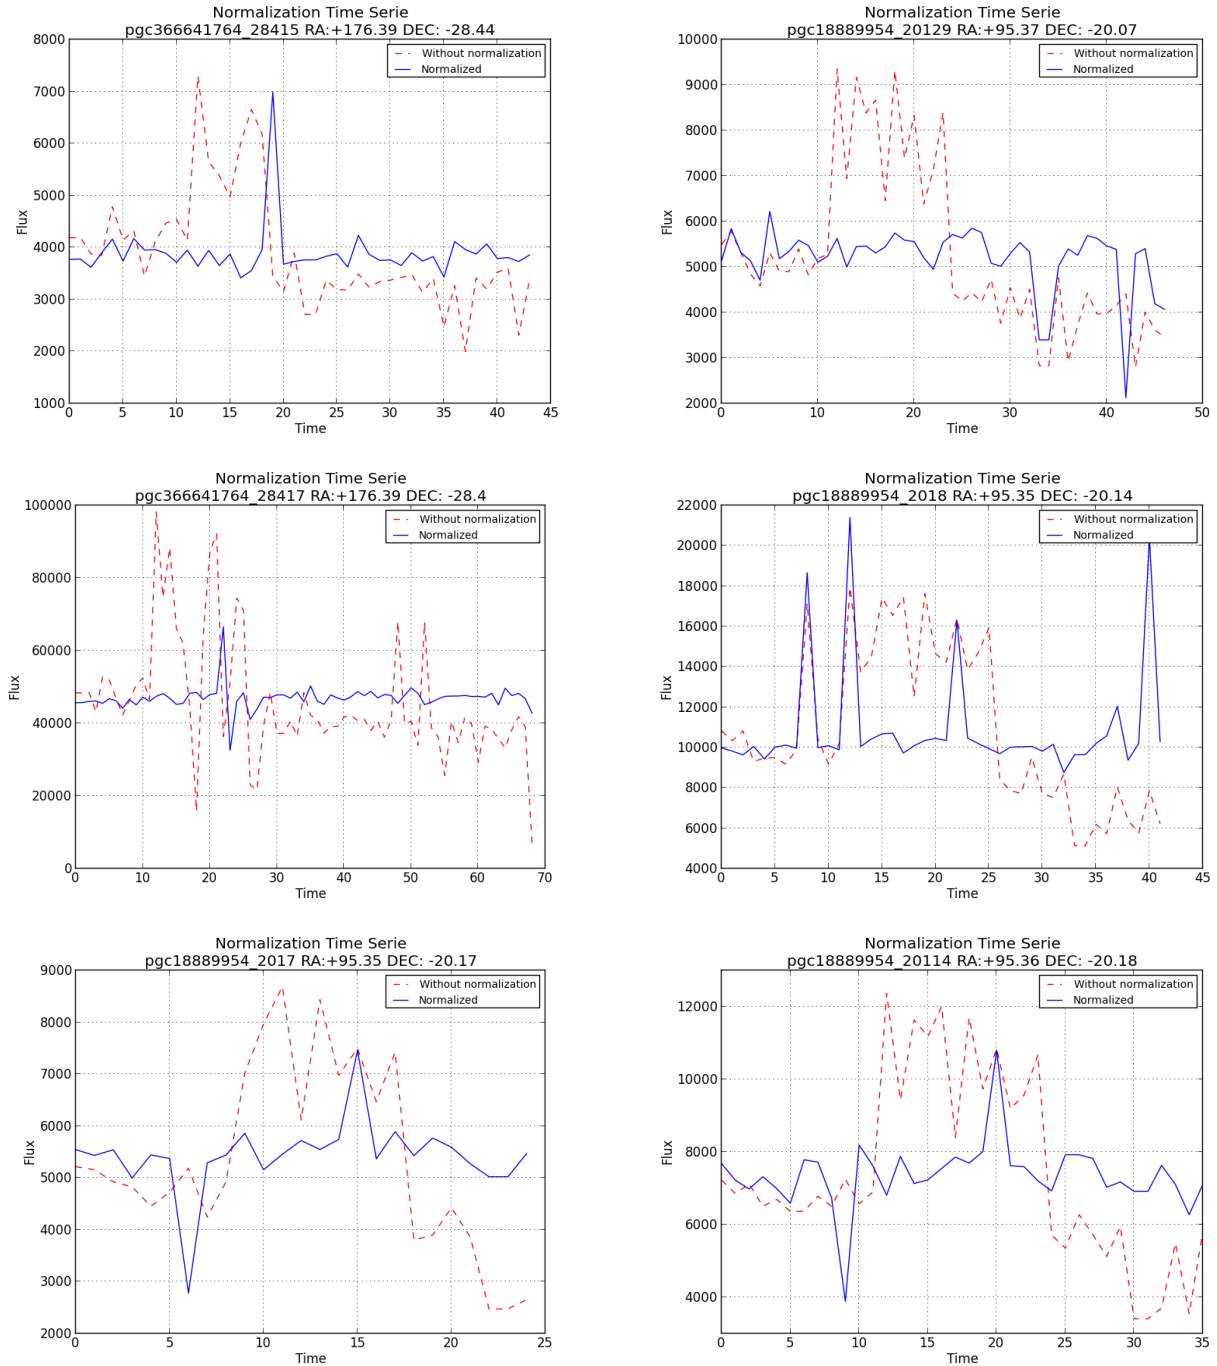 Normalization Time Serie
pgc366641764_28415 RA:+176.39 DEC: -28.44
8000
7000
6000
5000
4000
3000
2000
1000
Flux
Without normalization
Normalized
0 5 10 15 20 25 30 35 40 45
Time
Normalization Time Serie
pgc18889954_20129 RA:+95.37 DEC: -20.07
10000
9000
8000
7000
6000
5000
4000
3000
2000
Flux
Without normalization
Normalized
0 10 20 30 40 50
Time
Normalization Time Serie
pgc366641764_28417 RA:+176.39 DEC: -28.4
100000
80000
60000
40000
20000
0
Flux
Without normalization
Normalized
0 10 20 30 40 50 60 70
Time
Normalization Time Serie
pgc18889954_2018 RA:+95.35 DEC: -20.14
22000
20000
18000
16000
14000
12000
10000
8000
6000
4000
Flux
Without normalization
Normalized
0 5 10 15 20 25 30 35 40 45
Time
Normalization Time Serie
pgc18889954_2017 RA:+95.35 DEC: -20.17
9000
8000
7000
6000
5000
4000
3000
2000
Flux
Without normalization
Normalized
0 5 10 15 20 25
Time
Normalization Time Serie
pgc18889954_20114 RA:+95.36 DEC: -20.18
12000
10000
8000
6000
4000
Flux
Without normalization
Normalized
0 5 10 15 20 25 30 35
Time